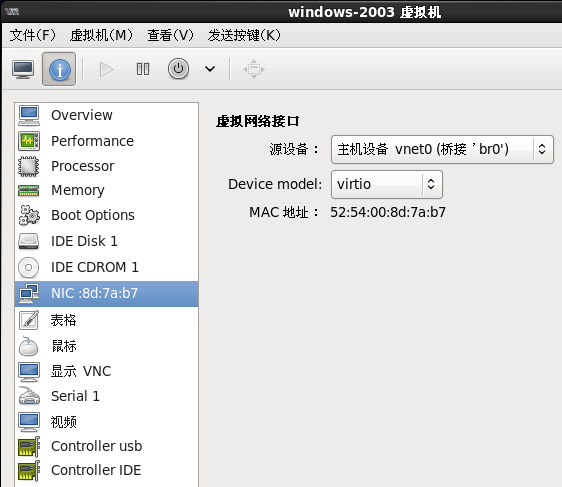 windows-2003 虚拟机
文件(F) 虚拟机(M) 查看(V) 发送按键(K)
Overview
Performance
Processor
Memory
Boot Options
IDE Disk 1
IDE CDROM 1
NIC :8d:7a:b7
表格
鼠标
显示 VNC
Serial 1
视频
Controller usb
Controller IDE
虚拟网络接口
源设备： 主机设备 vnet0 (桥接 'br0')
Device model: virtio
MAC 地址： 52:54:00:8d:7a:b7